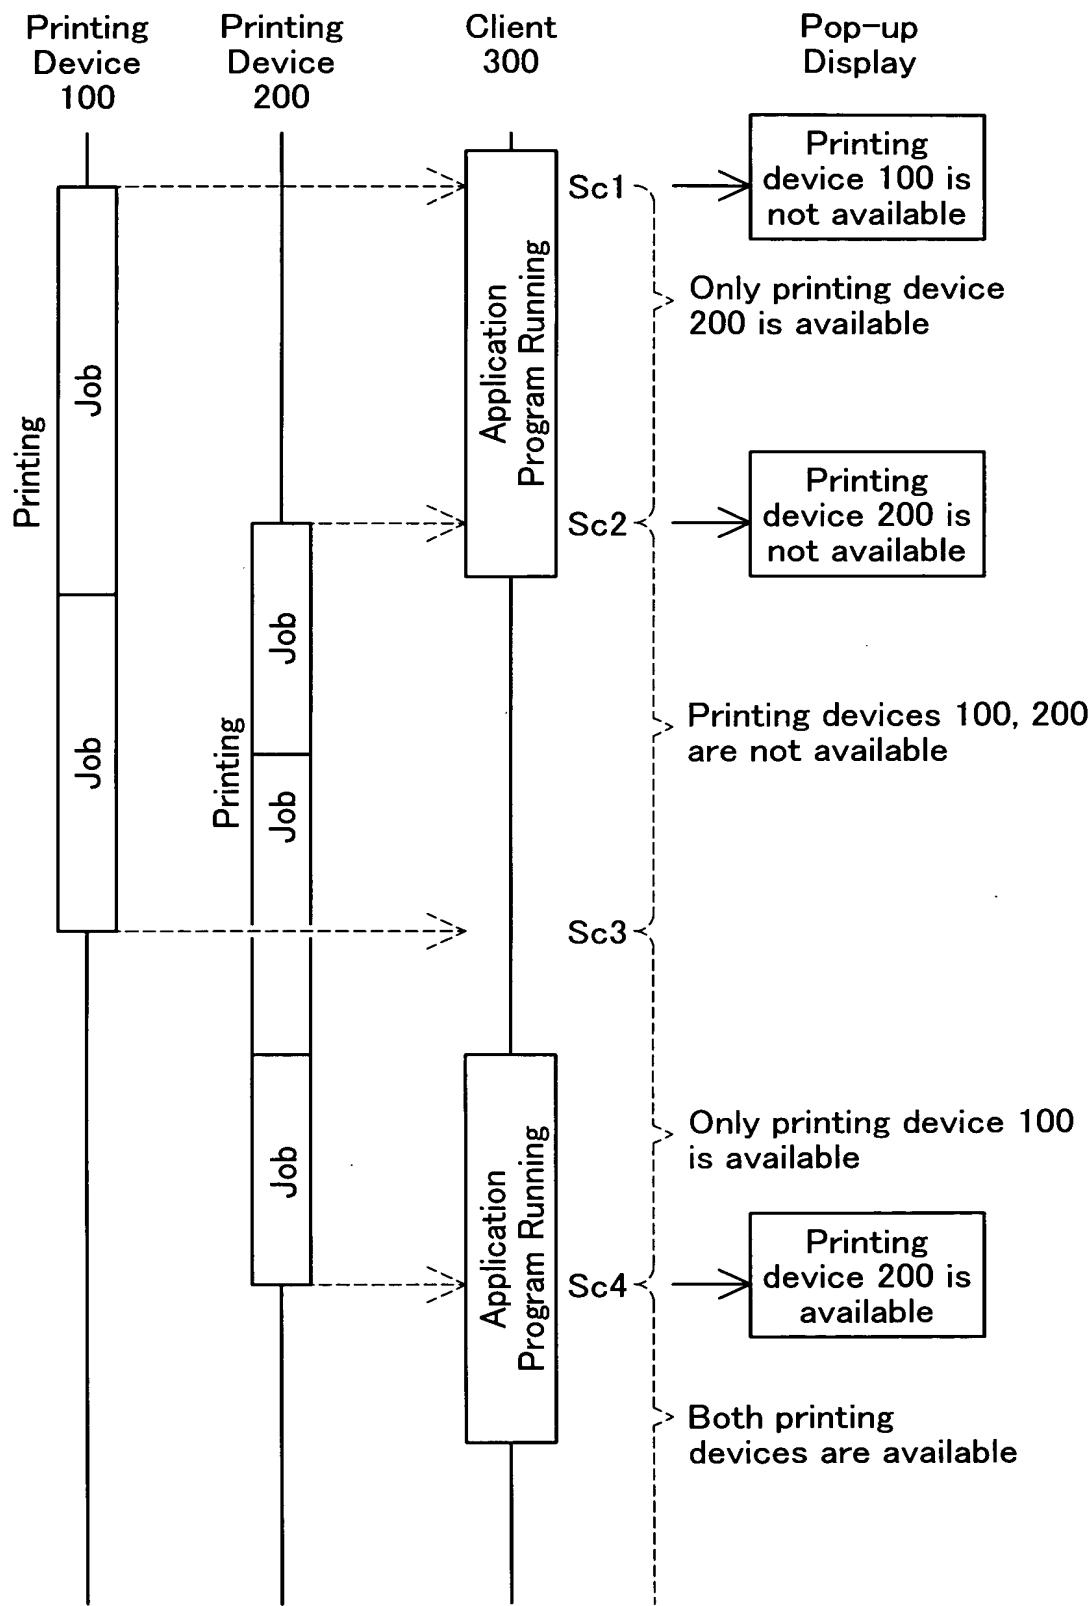 Printing
Device
100
Printing
Device
200
Client
300
Pop-up
Display
Printing
device 100 is
not available
Sc1
Only printing device
200 is available
Application
Program Running
Job
Printing
Printing
device 200 is
not available
Sc2
Job
Printing devices 100, 200
are not available
Job
Printing
Job
Sc3
Only printing device 100
is available
Job
Application
Program Running
Printing
device 200 is
available
Sc4
Both printing
devices are available